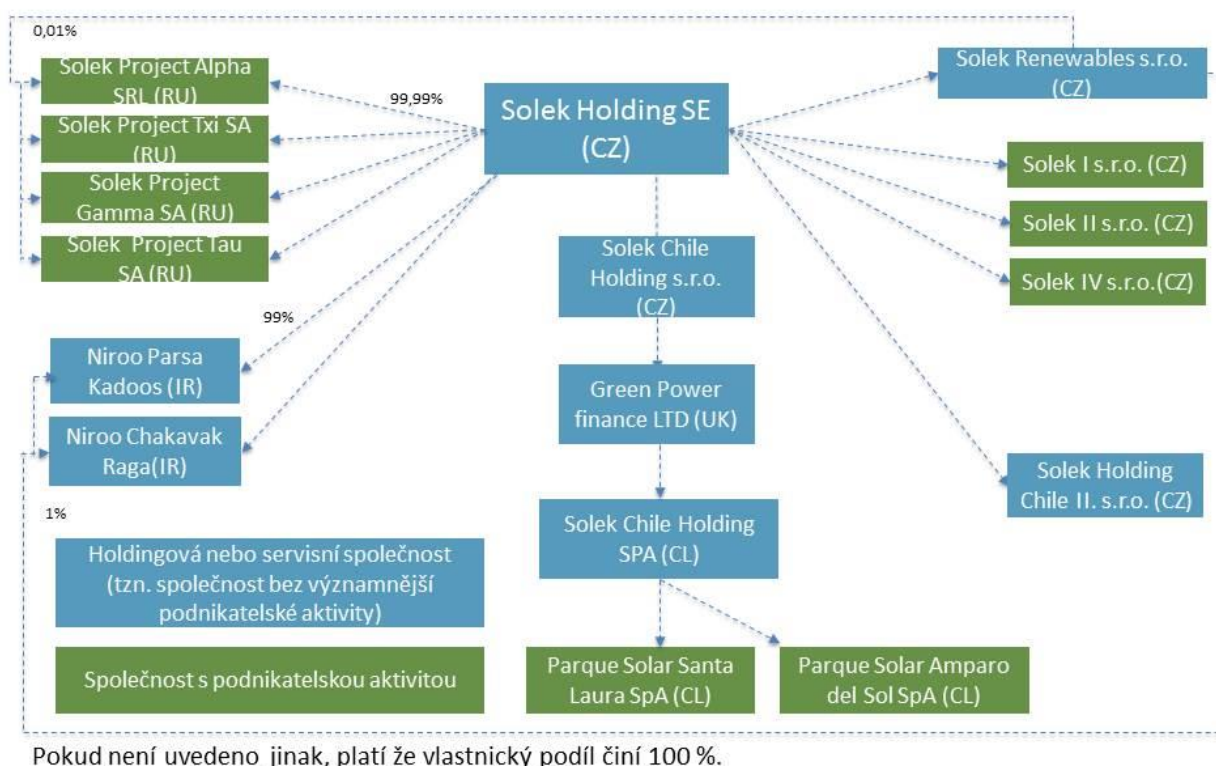 0,01%
Solek Project Alpha
SRL (RU)
Solek Project Txi SA
(RU)
Solek Project
Gamma SA (RU)
Solek Project Tau
SA (RU)
99,99%
Solek Holding SE
(CZ)
Solek Renewables s.r.o.
(CZ)
Solek I s.r.o. (CZ)
Solek II s.r.o. (CZ)
Solek IV s.r.o.(CZ)
Solek Chile
Holding s.r.o.
(CZ)
99%
Niroo Parsa
Kadoos (IR)
Niroo Chakavak
Raga(IR)
1%
Green Power
finance LTD (UK)
Solek Chile Holding
SPA (CL)
Solek Holding
Chile II. s.r.o. (CZ)
Holdingová nebo servisní společnost
(tzn. společnost bez významnější
podnikatelské aktivity)
Společnost s podnikatelskou aktivitou
Parque Solar Santa
Laura SpA (CL)
Parque Solar Amparo
del Sol SpA (CL)
Pokud není uvedeno jinak, platí že vlastnický podíl činí 100 %.